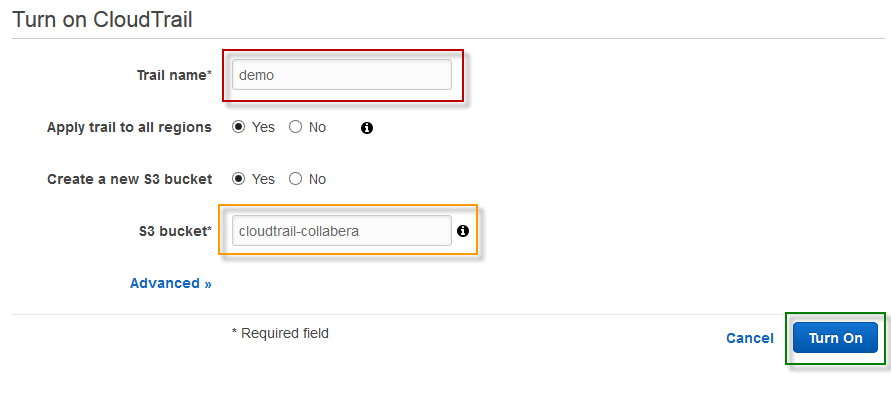 Turn on CloudTrail
Trail name* demo
Apply trail to all regions Yes No
Create a new S3 bucket Yes No
S3 bucket* cloudtrail-collabera
Advanced »
* Required field
Cancel Turn On